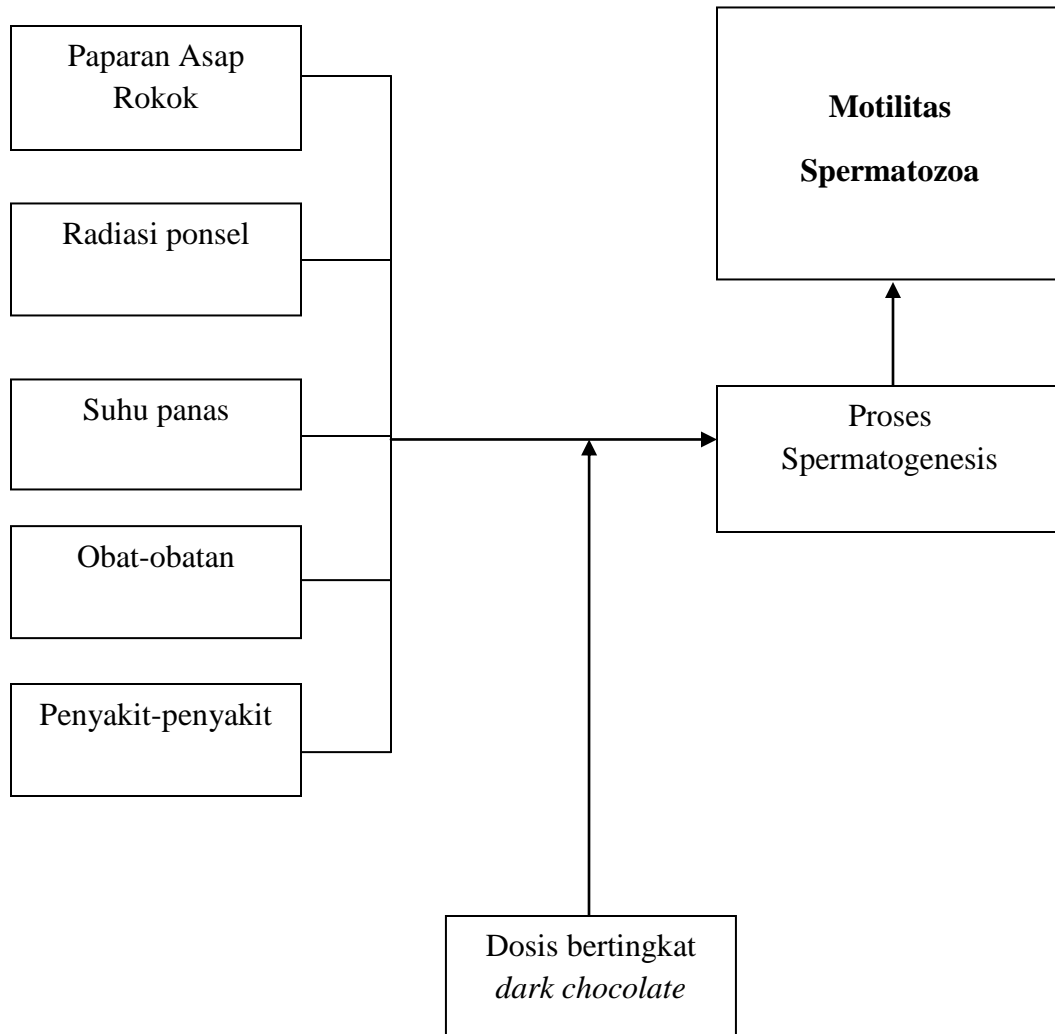 Paparan Asap
Rokok
Radiasi ponsel
Suhu panas
Obat-obatan
Penyakit-penyakit
Motilitas
Spermatozoa
Proses
Spermatogenesis
Dosis bertingkat
dark chocolate